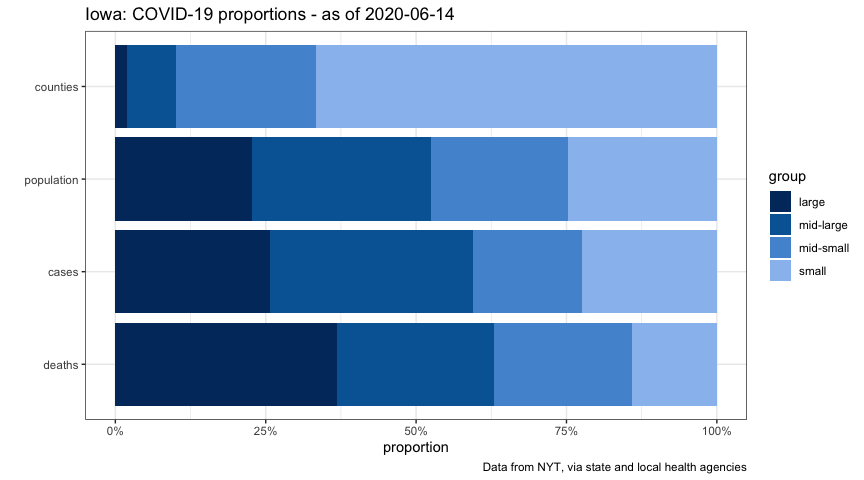 Iowa: COVID-19 proportions - as of 2020-06-14
counties
population
cases
deaths
0%
25%
50%
75%
100%
proportion
group
large
mid-large
mid-small
small
Data from NYT, via state and local health agencies